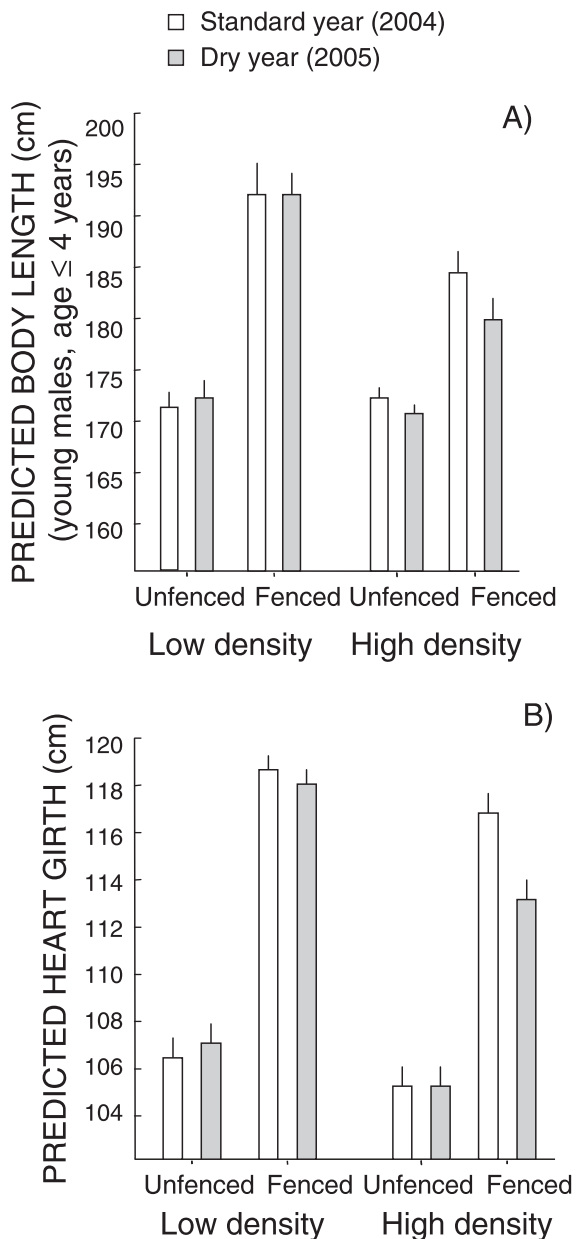 Standard year (2004)
Dry year (2005)
A)
PREDICTED BODY LENGTH (cm)
(young males, age ≤ 4 years)
200
195
190
185
180
175
170
165
160
Unfenced Fenced Unfenced Fenced
Low density High density
B)
PREDICTED HEART GIRTH (cm)
120
118
116
114
112
110
108
106
104
Unfenced Fenced Unfenced Fenced
Low density High density